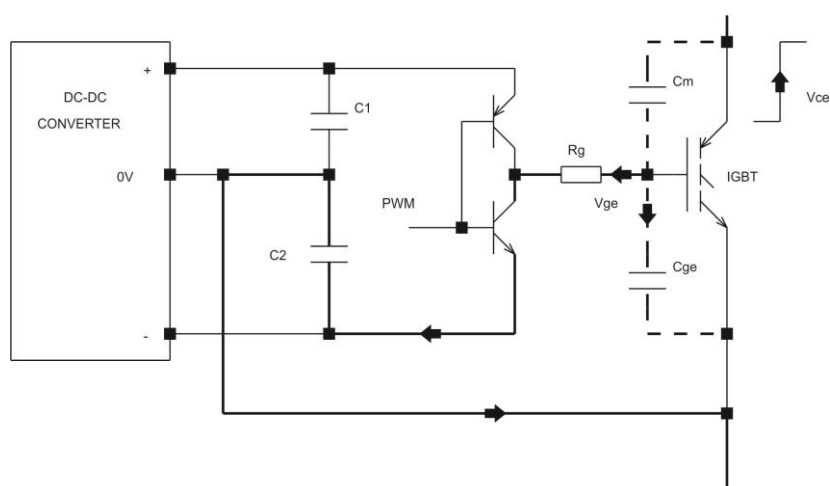 +
DC-DC
CONVERTER
C1
Cm
Vce
Rg
0V
IGBT
PWM
Vge
C2
Cge
-